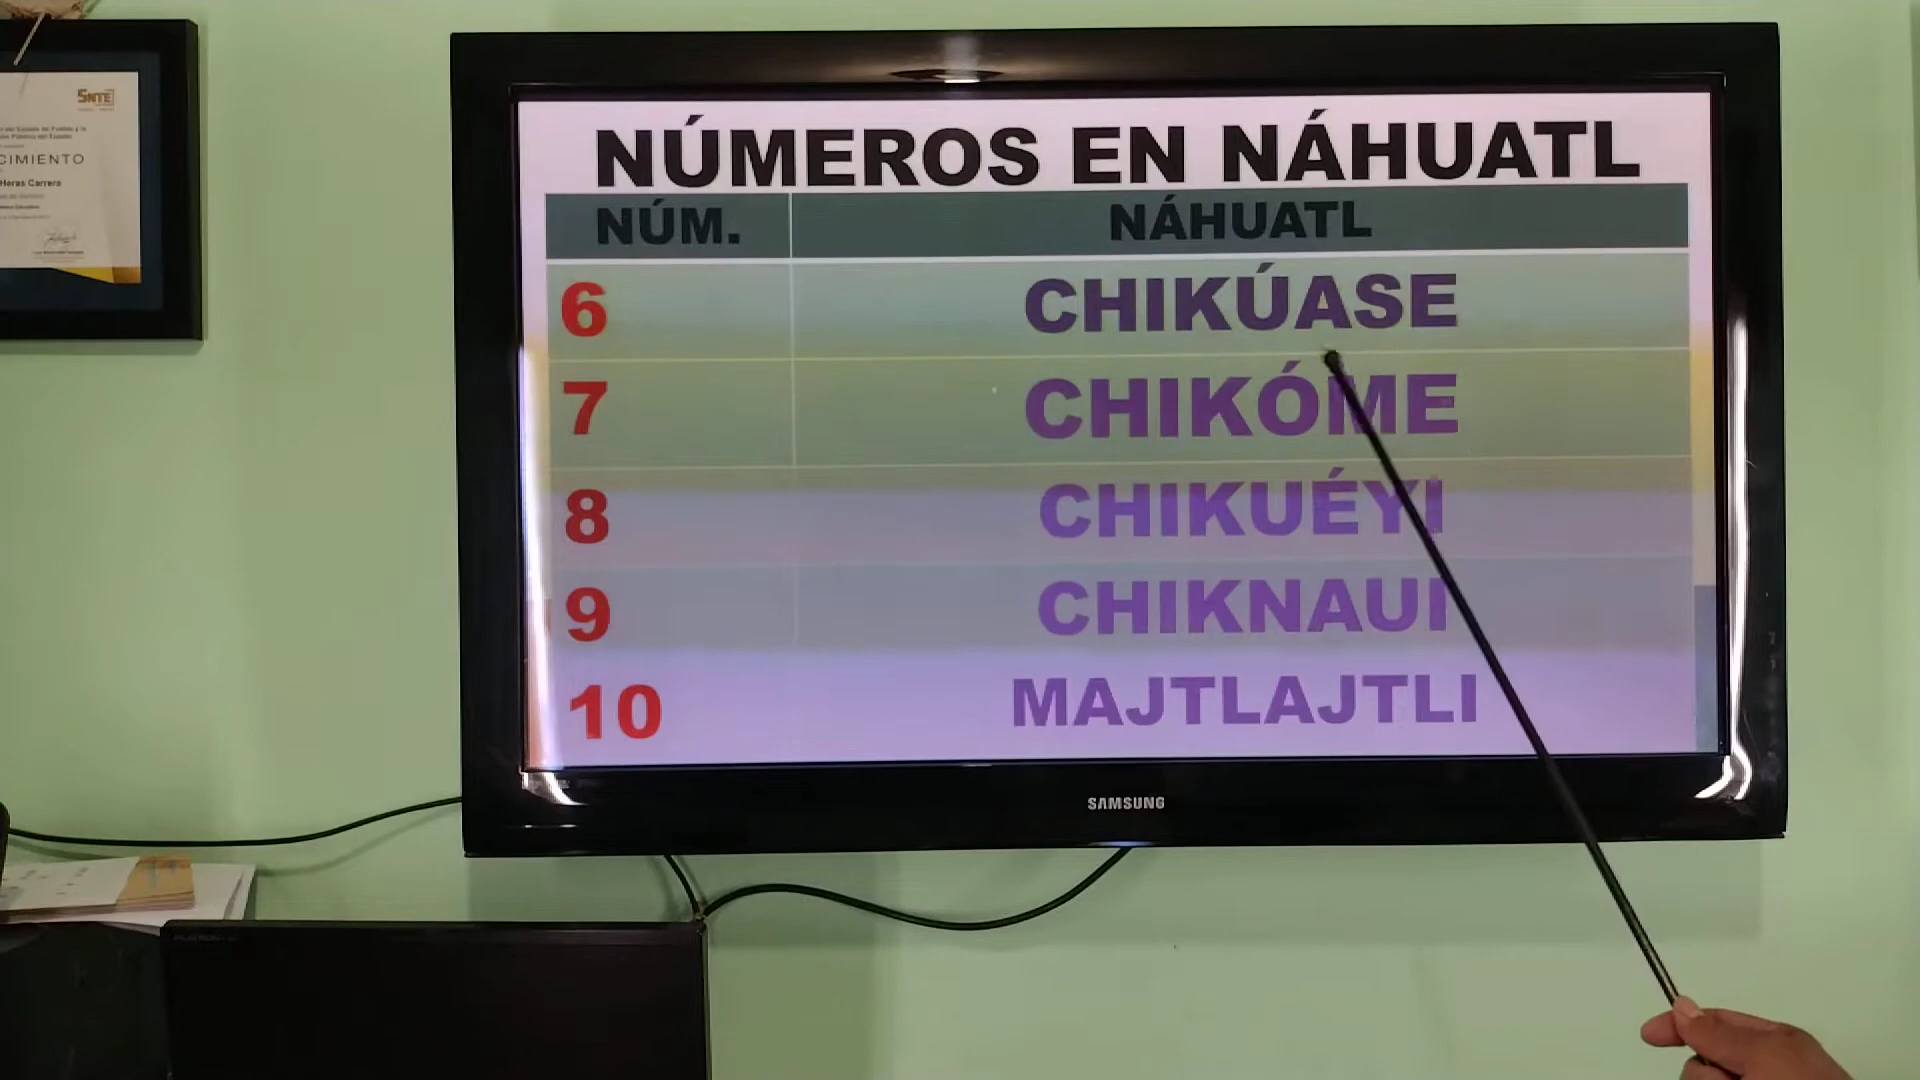 SNTE
CIMIENTO
Heras Carrera
NÚMEROS EN NÁHUATL
NÚM. NÁHUATL
6 CHIKÚASE
7 CHIKÓME
8 CHIKUÉYI
9 CHIKNAUI
10 MAJTLAJTLI
SAMSUNG